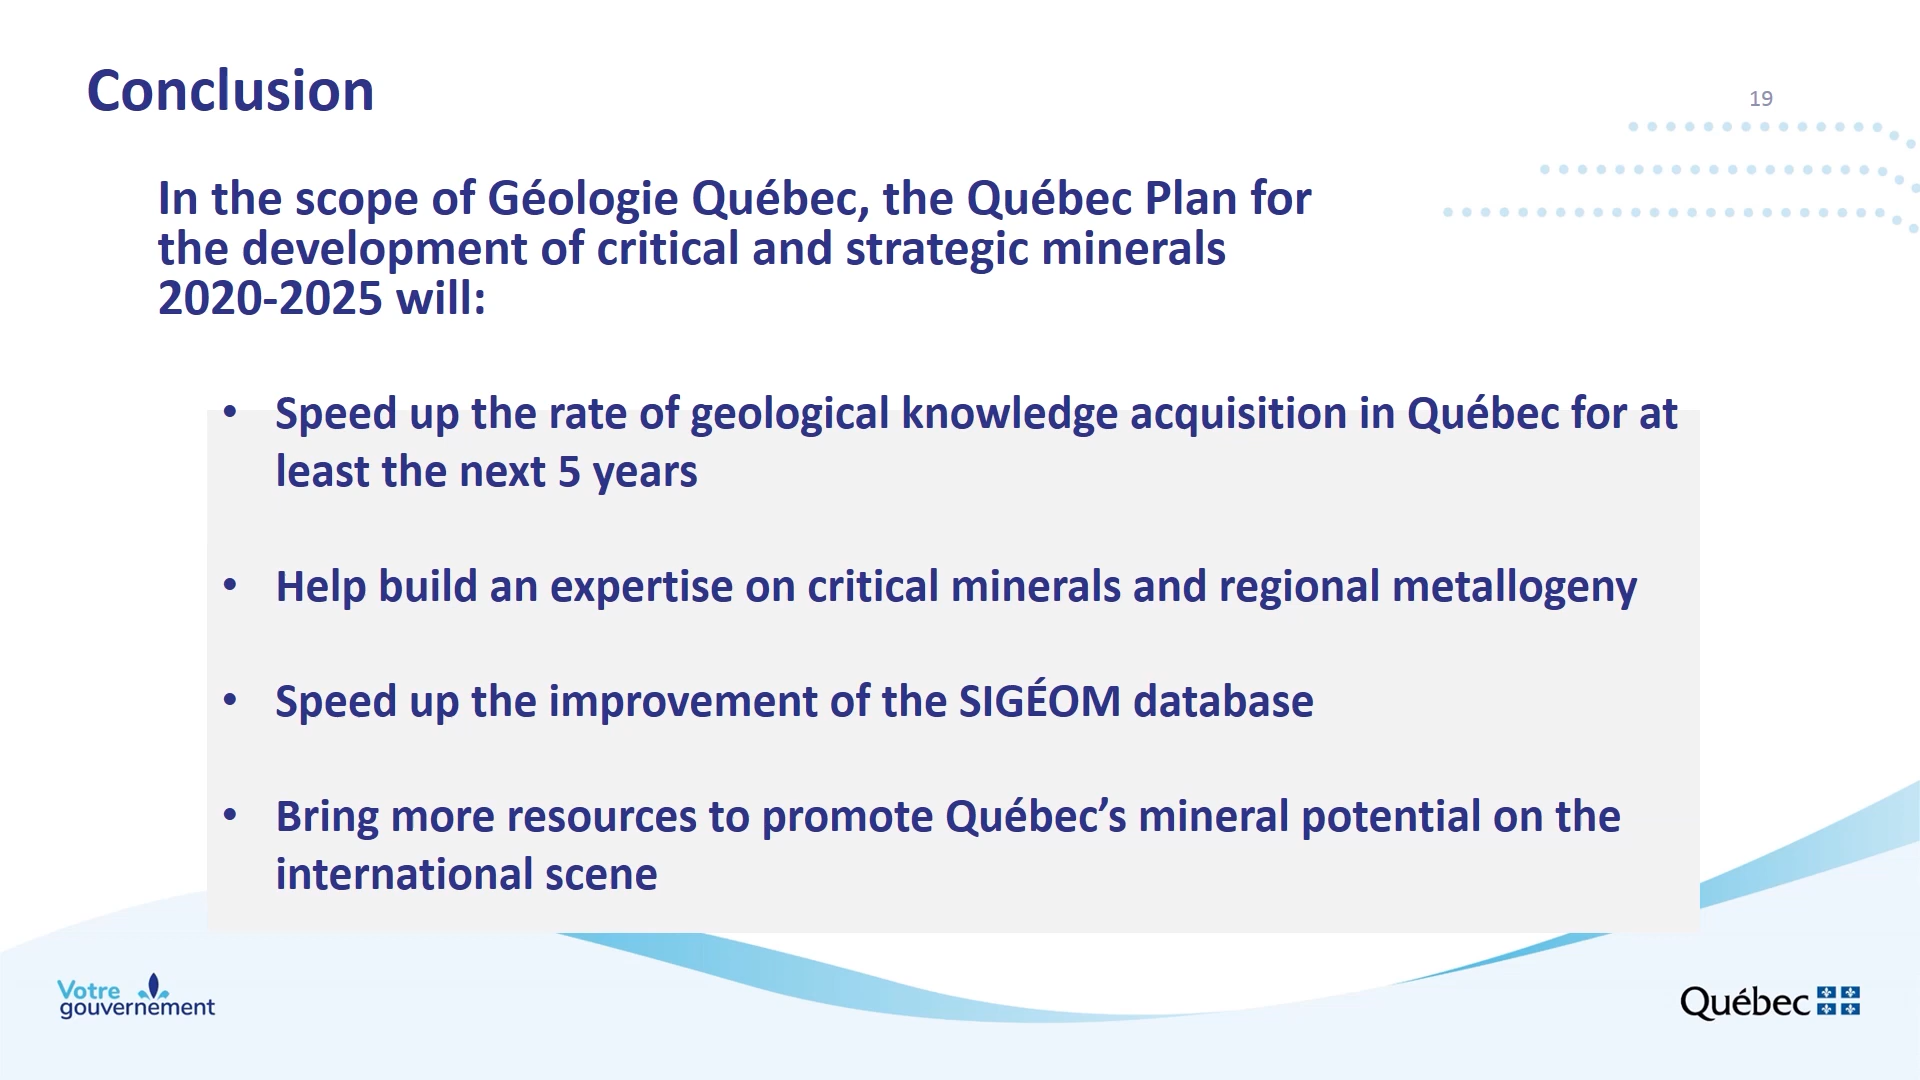 Conclusion
19
In the scope of Géologie Québec, the Québec Plan for
the development of critical and strategic minerals
2020-2025 will:
• Speed up the rate of geological knowledge acquisition in Québec for at
least the next 5 years
• Help build an expertise on critical minerals and regional metallogeny
• Speed up the improvement of the SIGÉOM database
• Bring more resources to promote Québec’s mineral potential on the
international scene
Votre
gouvernement
Québec